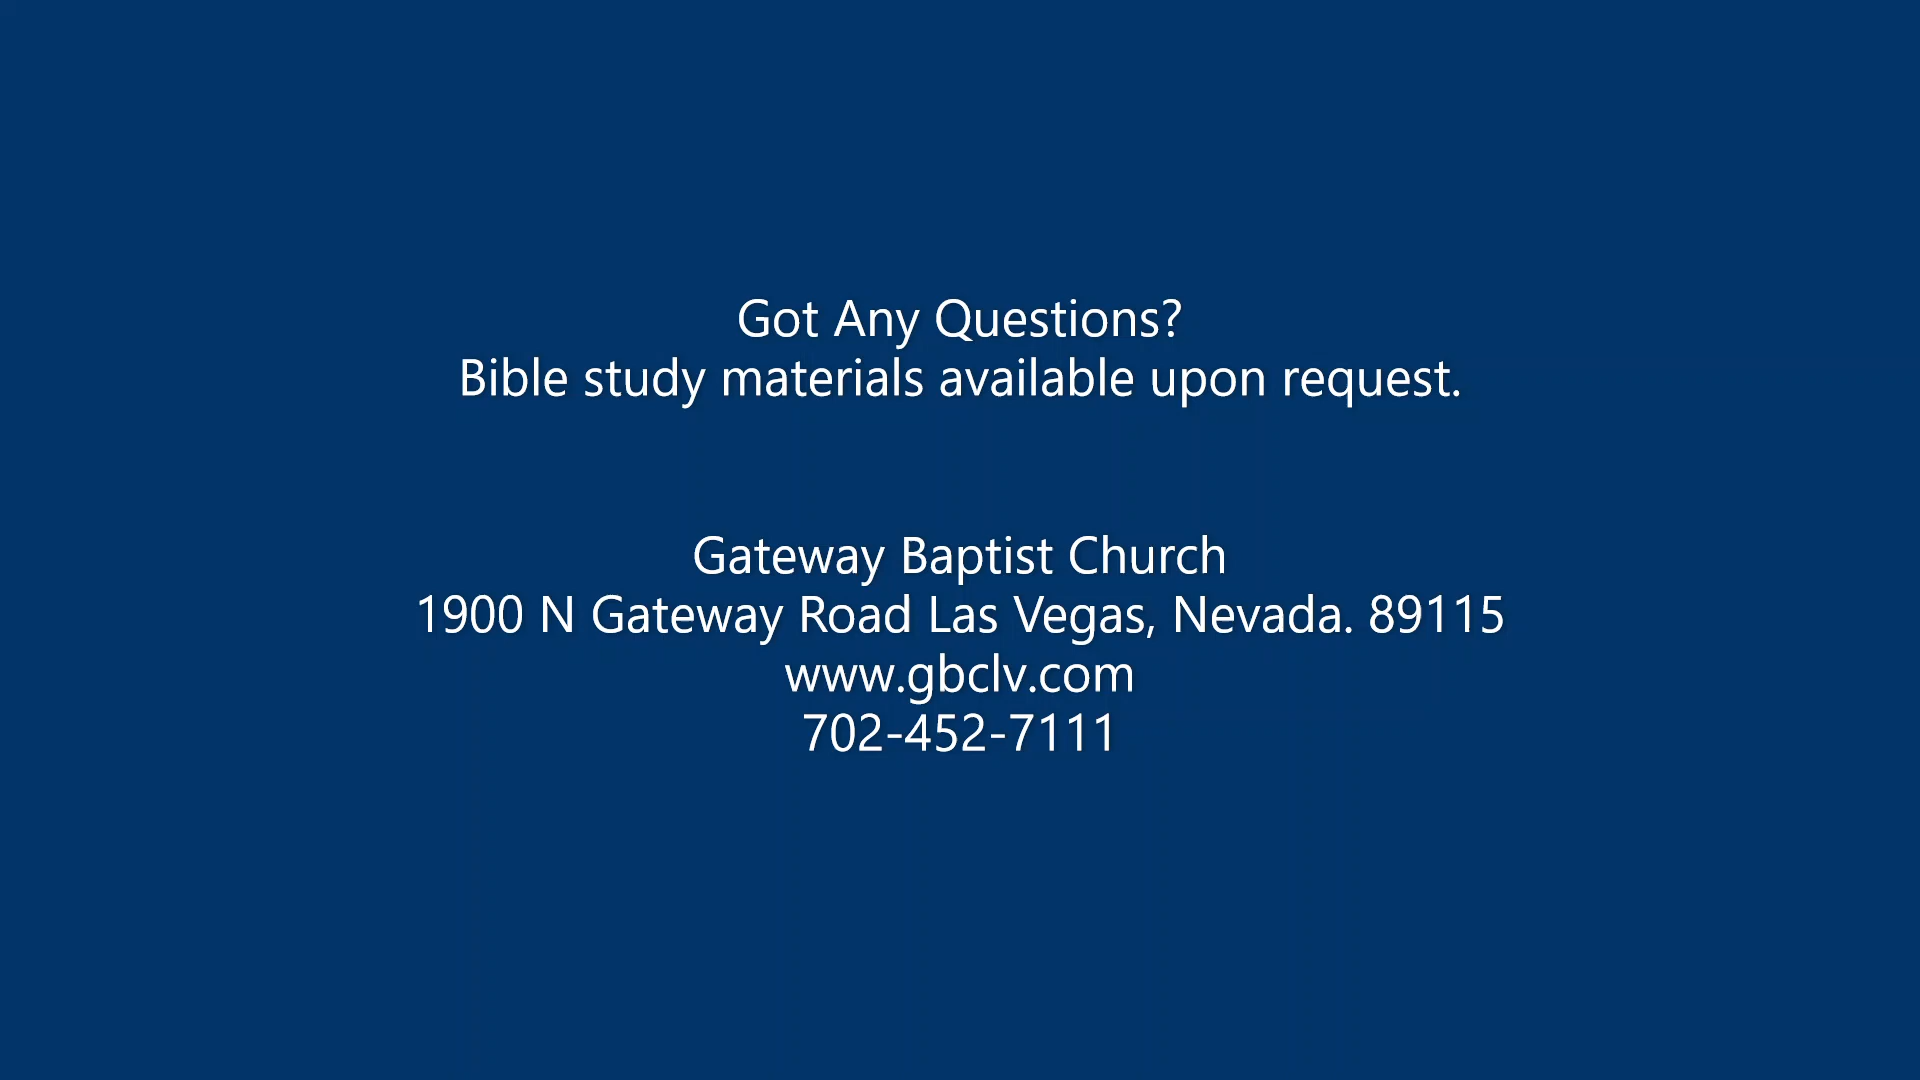 Got Any Questions?
Bible study materials available upon request.
Gateway Baptist Church
1900 N Gateway Road Las Vegas, Nevada. 89115
www.gbclv.com
702-452-7111